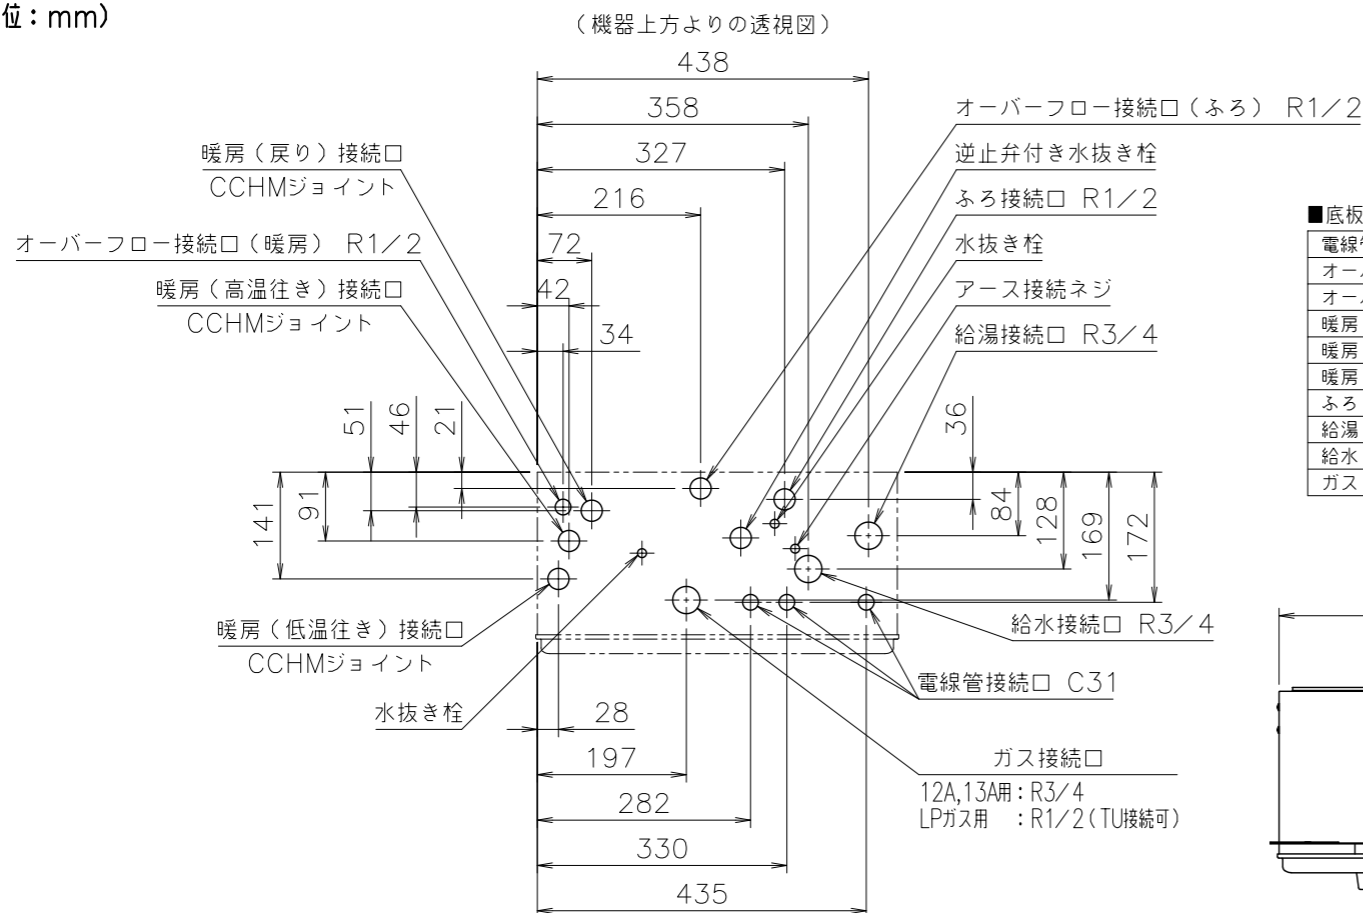 位：mm）
（機器上方よりの透視図）
438
358
327
216
72
42
34
オーバーフロー接続口（ふろ） R1／2
逆止弁付き水抜き栓
ふろ接続口 R1／2
水抜き栓
アース接続ネジ
給湯接続口 R3／4
暖房（戻り）接続口
CCHMジョイント
オーバーフロー接続口（暖房） R1／2
暖房（高温往き）接続口
CCHMジョイント
51
46
21
141
91
36
84
128
169
172
暖房（低温往き）接続口
CCHMジョイント
水抜き栓
28
197
282
330
435
給水接続口 R3／4
電線管接続口 C31
ガス接続口
12A,13A用：R3／4
LPガス用 ：R1／2（TU接続可）
■底板
電線
オー
オー
暖房
暖房
暖房
ふろ
給湯
給水
ガス